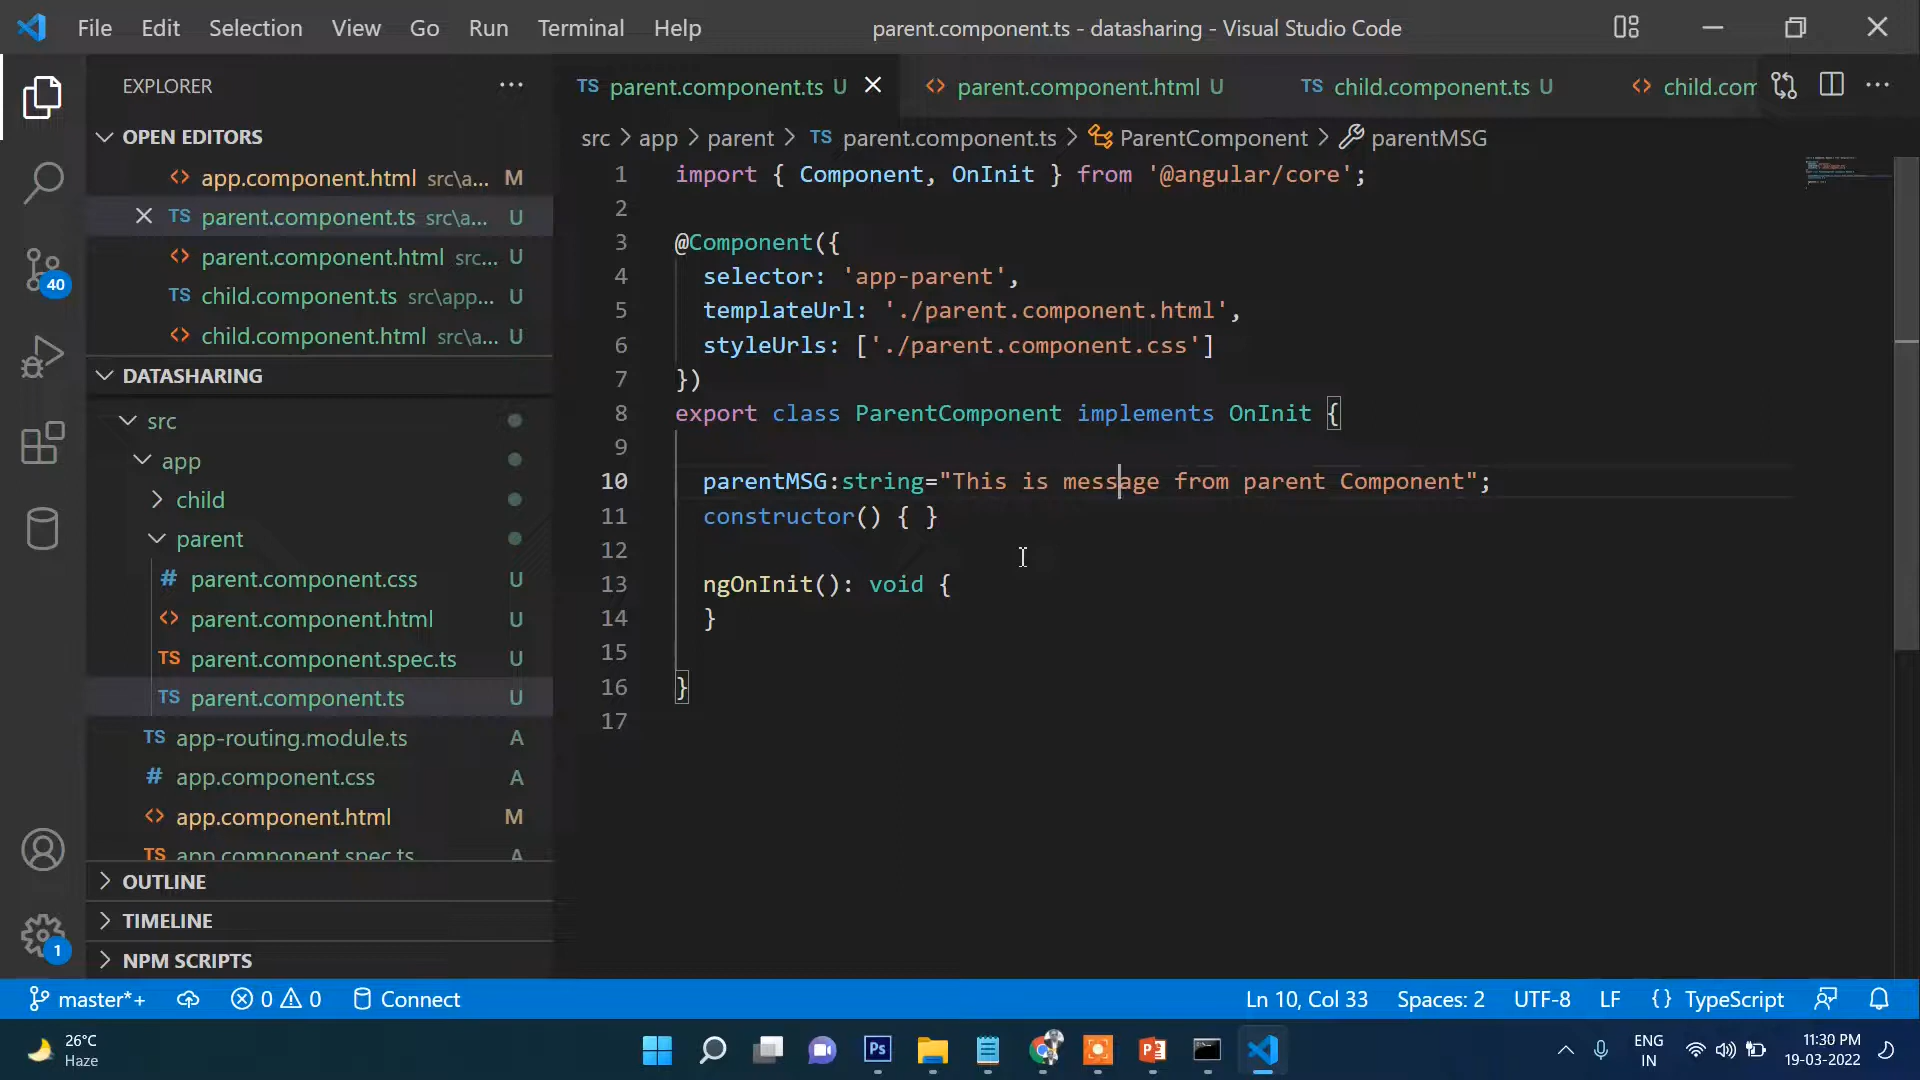 File Edit Selection View Go Run Terminal Help parent.component.ts - datasharing - Visual Studio Code
EXPLORER
OPEN EDITORS
app.component.html src\a... M
TS parent.component.ts src\a... U
parent.component.html src... U
TS child.component.ts src\app... U
child.component.html src\a... U
DATASHARING
src
app
child
parent
# parent.component.css U
parent.component.html U
TS parent.component.spec.ts U
TS parent.component.ts U
TS app-routing.module.ts A
# app.component.css A
app.component.html M
TS app.component.spec.ts A
OUTLINE
TIMELINE
NPM SCRIPTS
40
1
TS parent.component.ts U parent.component.html U TS child.component.ts U child.com
src > app > parent > TS parent.component.ts > ParentComponent > parentMSG
1 import { Component, OnInit } from '@angular/core';
2
3 @Component({
4 selector: 'app-parent',
5 templateUrl: './parent.component.html',
6 styleUrls: ['./parent.component.css']
7 })
8 export class ParentComponent implements OnInit {
9
10 parentMSG:string="This is message from parent Component";
11 constructor() { }
12
13 ngOnInit(): void {
14 }
15
16 }
17
master*+ 0 0 Connect Ln 10, Col 33 Spaces: 2 UTF-8 LF {} TypeScript
26°C
Haze
Ps
P
ENG
IN
11:30 PM
19-03-2022